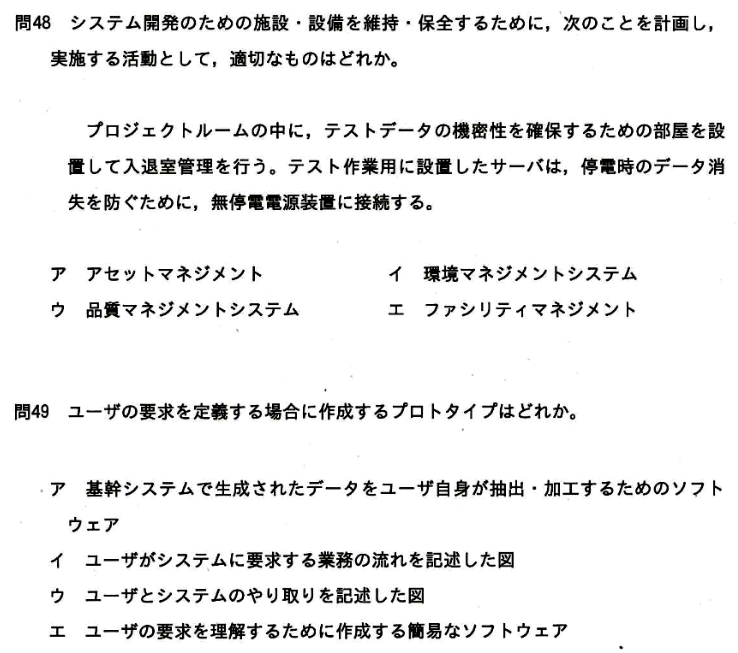 問48　システム開発のための施設・設備を維持・保全するために，次のことを計画し，
実施する活動として，適切なものはどれか。
プロジェクトルームの中に，テストデータの機密性を確保するための部屋を設
置して入退室管理を行う。テスト作業用に設置したサーバは，停電時のデータ消
失を防ぐために，無停電電源装置に接続する。
ア　アセットマネジメント　　イ　環境マネジメントシステム
ウ　品質マネジメントシステム　　エ　ファシリティマネジメント
問49　ユーザの要求を定義する場合に作成するプロトタイプはどれか。
ア　基幹システムで生成されたデータをユーザ自身が抽出・加工するためのソフト
ウェア
イ　ユーザがシステムに要求する業務の流れを記述した図
ウ　ユーザとシステムのやり取りを記述した図
エ　ユーザの要求を理解するために作成する簡易なソフトウェア